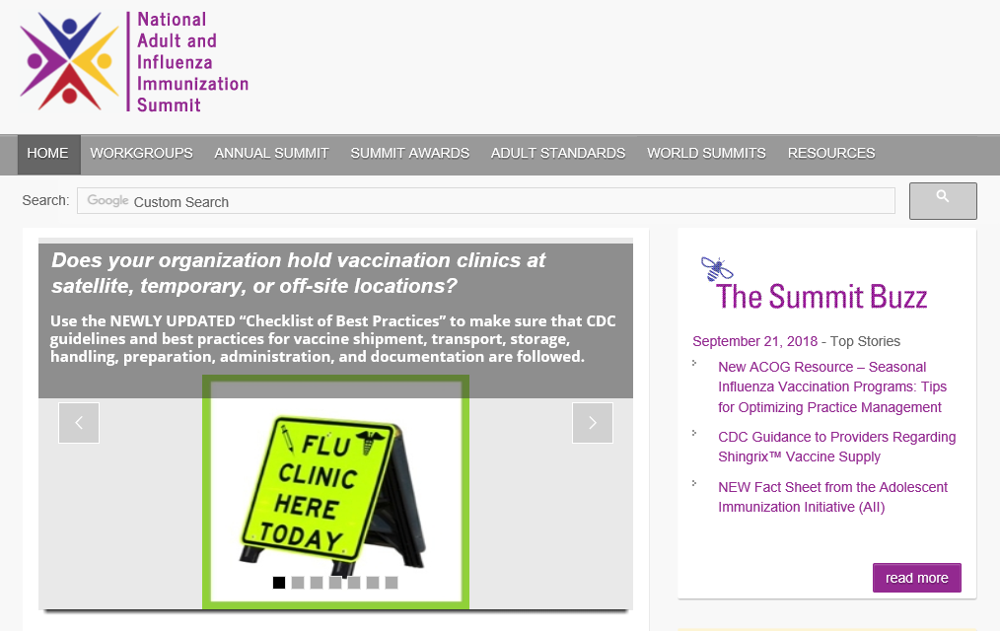 National
Adult and
Influenza
Immunization
Summit
HOME WORKGROUPS ANNUAL SUMMIT SUMMIT AWARDS ADULT STANDARDS WORLD SUMMITS RESOURCES
Search: Google Custom Search
Does your organization hold vaccination clinics at
satellite, temporary, or off-site locations?
Use the NEWLY UPDATED “Checklist of Best Practices” to make sure that CDC
guidelines and best practices for vaccine shipment, transport, storage,
handling, preparation, administration, and documentation are followed.
FLU
CLINIC
HERE
TODAY
The Summit Buzz
September 21, 2018 - Top Stories
New ACOG Resource – Seasonal
Influenza Vaccination Programs: Tips
for Optimizing Practice Management
CDC Guidance to Providers Regarding
Shingrix™ Vaccine Supply
NEW Fact Sheet from the Adolescent
Immunization Initiative (AII)
read more